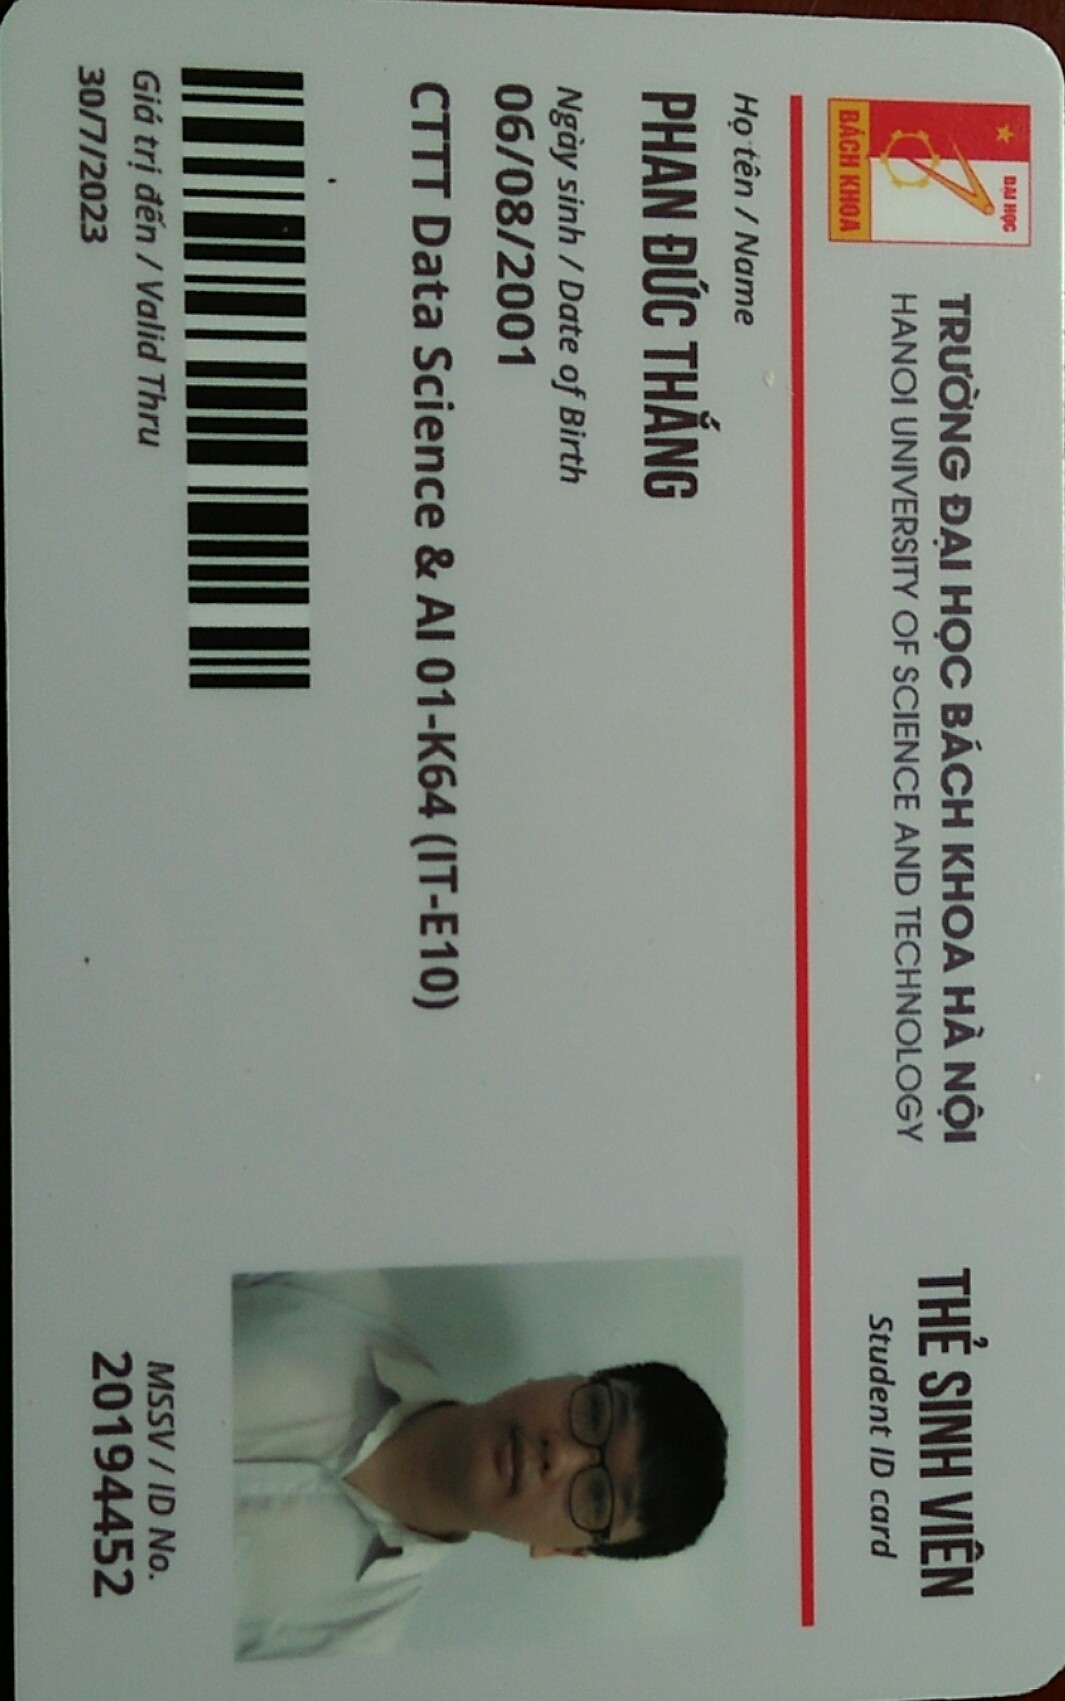 ĐẠI HỌC
BÁCH KHOA
TRƯỜNG ĐẠI HỌC BÁCH KHOA HÀ NỘI
HANOI UNIVERSITY OF SCIENCE AND TECHNOLOGY
THẺ SINH VIÊN
Student ID card
Họ tên / Name
PHAN ĐỨC THẮNG
Ngày sinh / Date of Birth
06/08/2001
CTTT Data Science & AI 01-K64 (IT-E10)
Giá trị đến / Valid Thru
30/7/2023
MSSV / ID No.
20194452